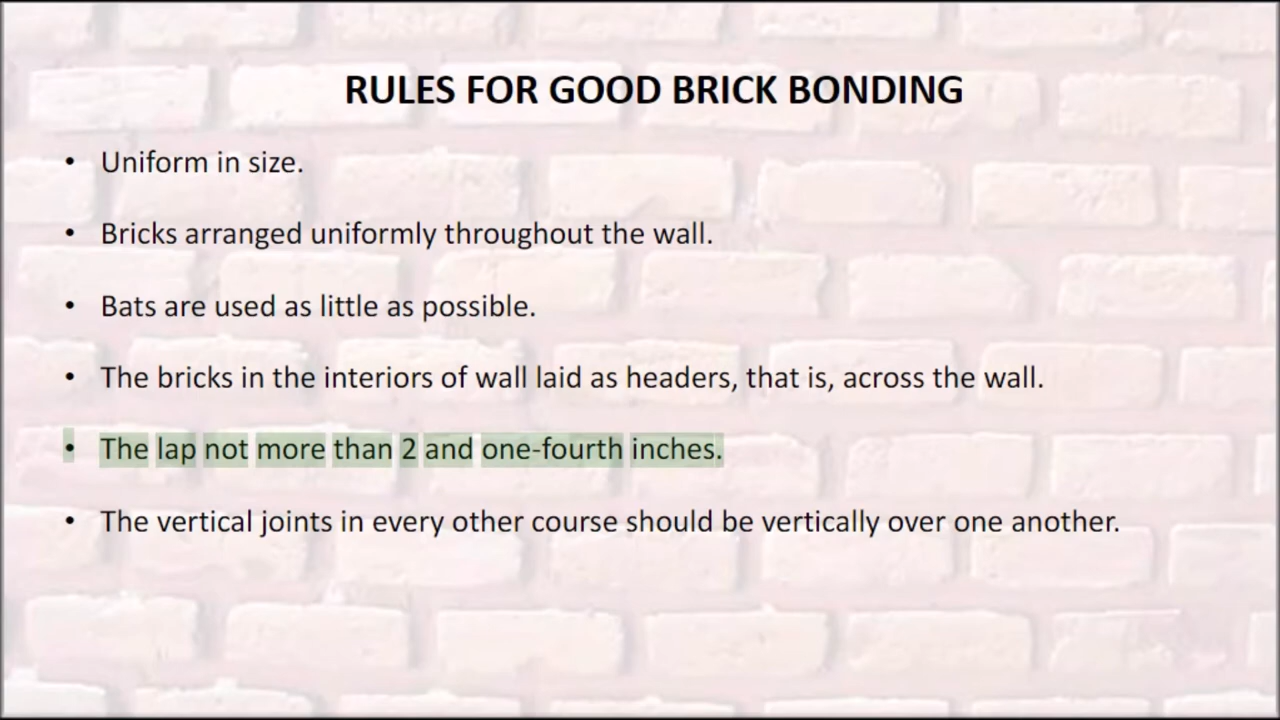 RULES FOR GOOD BRICK BONDING
• Uniform in size.
• Bricks arranged uniformly throughout the wall.
• Bats are used as little as possible.
• The bricks in the interiors of wall laid as headers, that is, across the wall.
• The lap not more than 2 and one-fourth inches.
• The vertical joints in every other course should be vertically over one another.